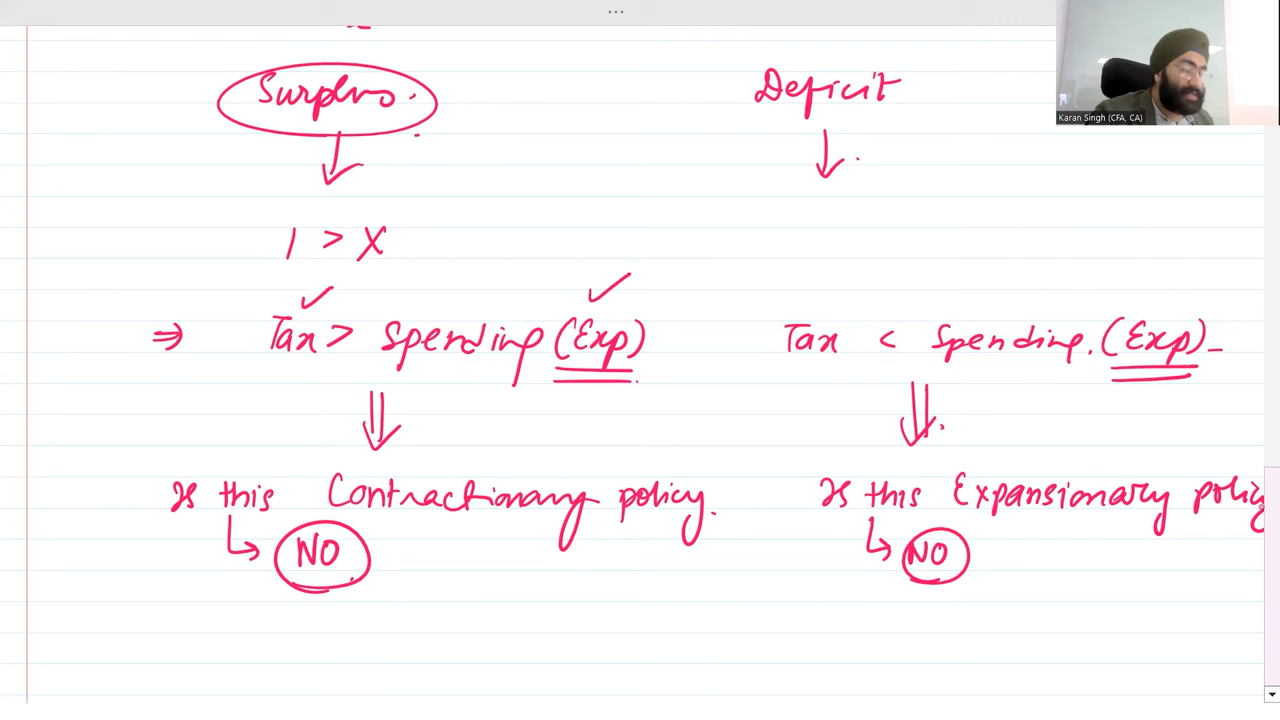 Surplus. Deficit
Karan Singh (CFA, CA)
I > X
⇒ Tax > Spending (Exp) Tax < Spending. (Exp)
Is this Contractionary policy. Is this Expansionary policy
NO NO